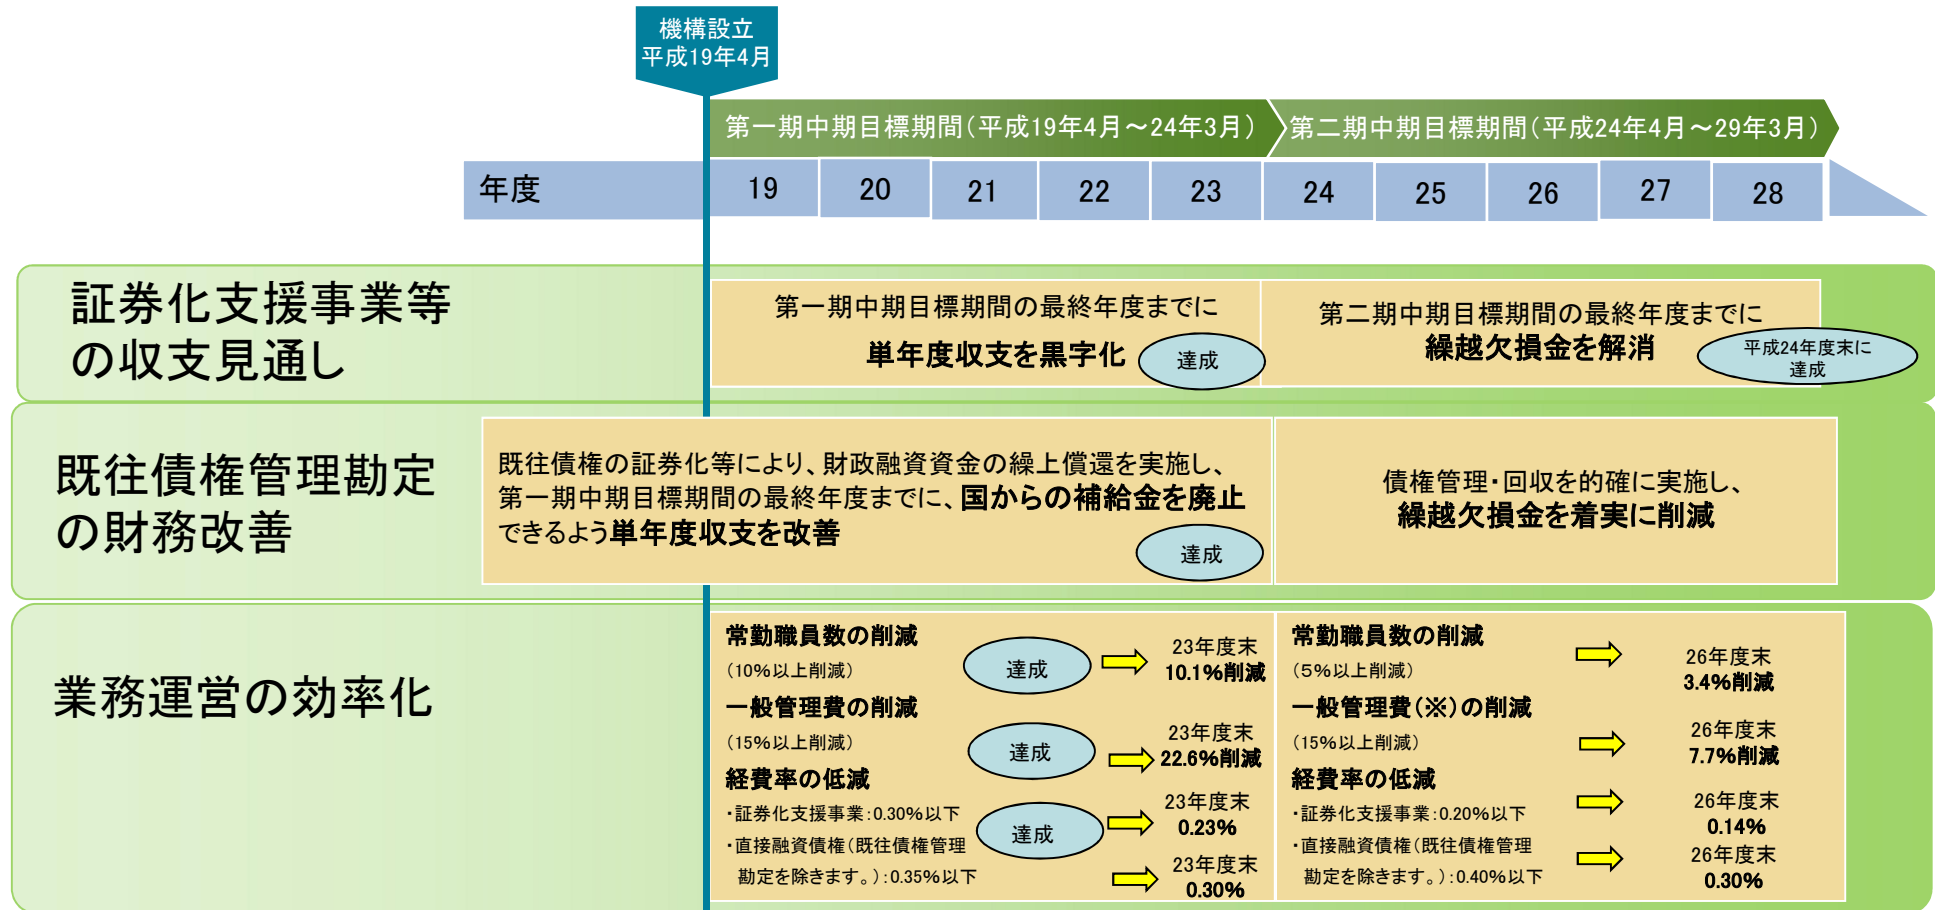 機構設立
平成19年4月
第一期中期目標期間(平成19年4月～24年3月)
第二期中期目標期間(平成24年4月～29年3月)
年度
19
20
21
22
23
24
25
26
27
28
証券化支援事業等
の収支見通し
第一期中期目標期間の最終年度までに
単年度収支を黒字化
達成
第二期中期目標期間の最終年度までに
繰越欠損金を解消
平成24年度末に
達成
既往債権管理勘定
の財務改善
既往債権の証券化等により、財政融資資金の繰上償還を実施し、
第一期中期目標期間の最終年度までに、国からの補給金を廃止
できるよう単年度収支を改善
達成
債権管理・回収を的確に実施し、
繰越欠損金を着実に削減
業務運営の効率化
常勤職員数の削減
(10%以上削減)
達成
23年度末
10.1%削減
一般管理費の削減
(15%以上削減)
達成
23年度末
22.6%削減
経費率の低減
・証券化支援事業:0.30%以下
・直接融資債権(既往債権管理
勘定を除きます。):0.35%以下
達成
23年度末
0.23%
23年度末
0.30%
常勤職員数の削減
(5%以上削減)
26年度末
3.4%削減
一般管理費(※)の削減
(15%以上削減)
26年度末
7.7%削減
経費率の低減
・証券化支援事業:0.20%以下
・直接融資債権(既往債権管理
勘定を除きます。):0.40%以下
26年度末
0.14%
26年度末
0.30%